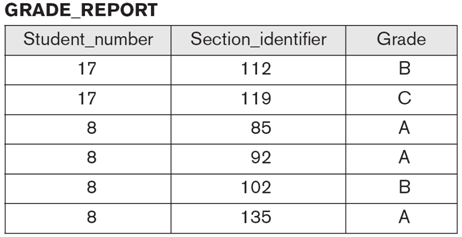 GRADE_REPORT
Student_number Section_identifier Grade
17 112 B
17 119 C
8 85 A
8 92 A
8 102 B
8 135 A